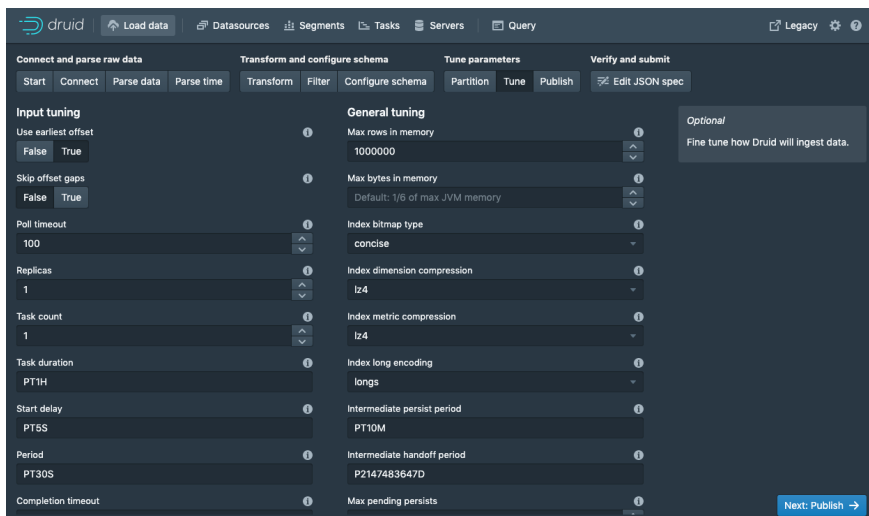 druid
Load data
Datasources
Segments
Tasks
Servers
Query
Legacy
Connect and parse raw data
Start
Connect
Parse data
Parse time
Transform and configure schema
Transform
Filter
Configure schema
Tune parameters
Partition
Tune
Publish
Verify and submit
Edit JSON spec
Input tuning
Use earliest offset
False
True
Skip offset gaps
False
True
Poll timeout
100
Replicas
1
Task count
1
Task duration
PT1H
Start delay
PT5S
Period
PT30S
Completion timeout
General tuning
Max rows in memory
1000000
Max bytes in memory
Default: 1/6 of max JVM memory
Index bitmap type
concise
Index dimension compression
lz4
Index metric compression
lz4
Index long encoding
longs
Intermediate persist period
PT10M
Intermediate handoff period
P2147483647D
Max pending persists
Optional
Fine tune how Druid will ingest data.
Next: Publish